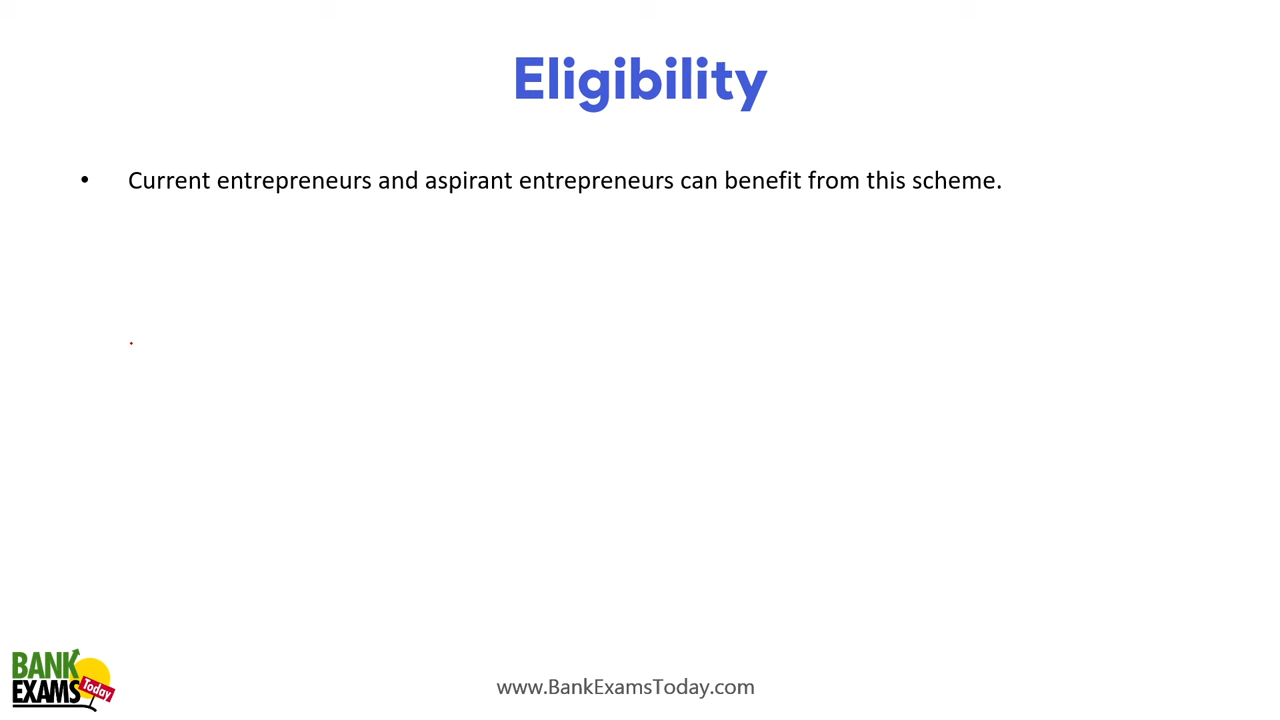 Eligibility
• Current entrepreneurs and aspirant entrepreneurs can benefit from this scheme.
BANK
EXAMS
Today
www.BankExamsToday.com